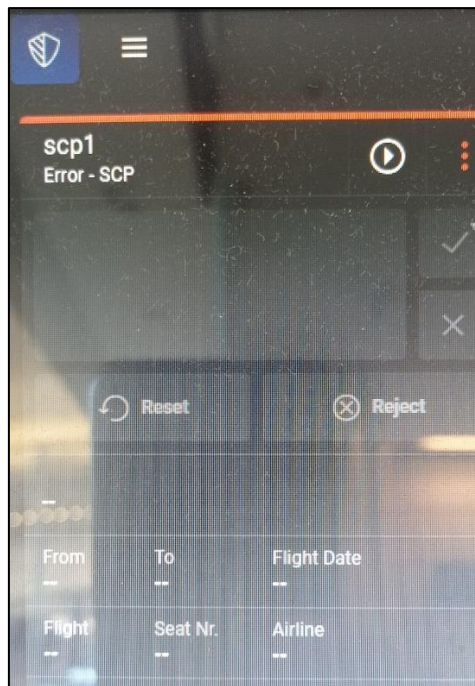 scp1
Error - SCP
Reset Reject
--
From To Flight Date
-- -- --
Flight Seat Nr. Airline
-- -- --